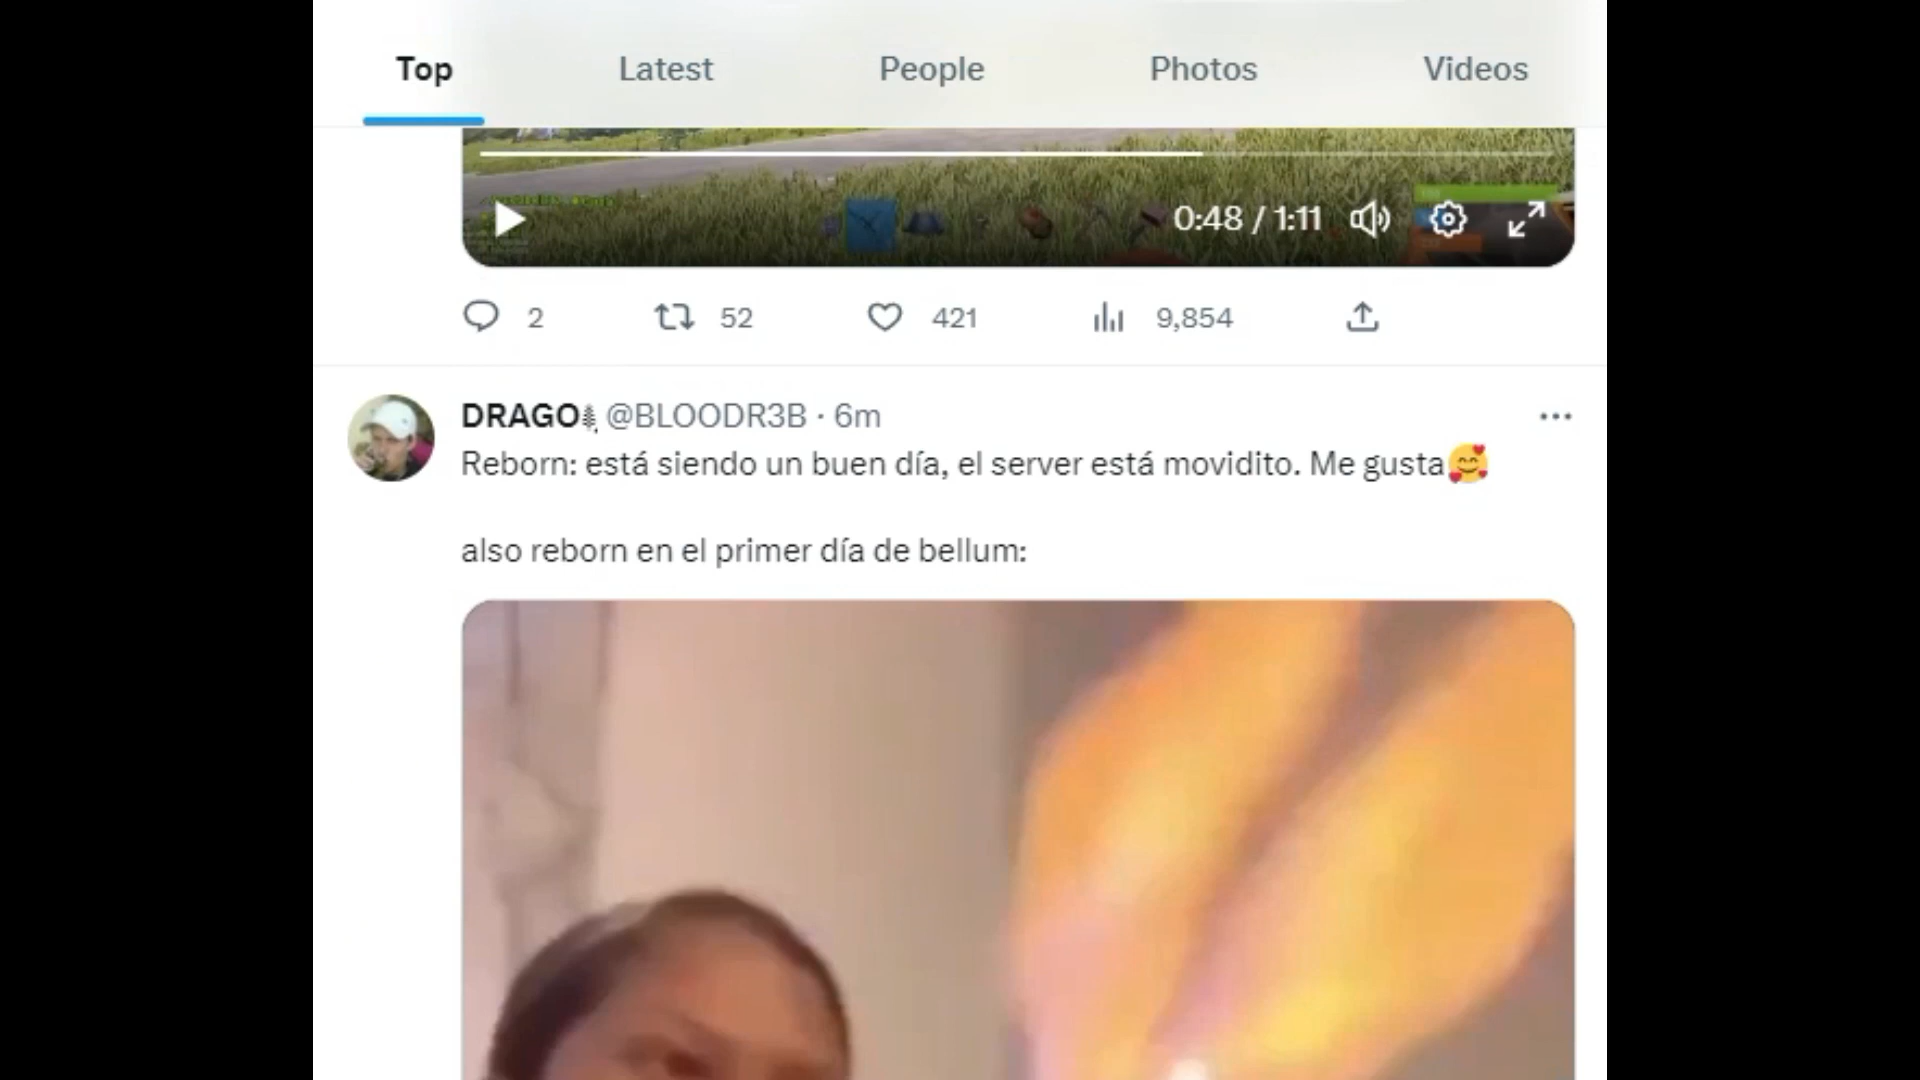 Top Latest People Photos Videos
0:48 / 1:11
2 52 421 9,854
DRAGO @BLOODR3B · 6m
Reborn: está siendo un buen día, el server está movidito. Me gusta🥰
also reborn en el primer día de bellum: